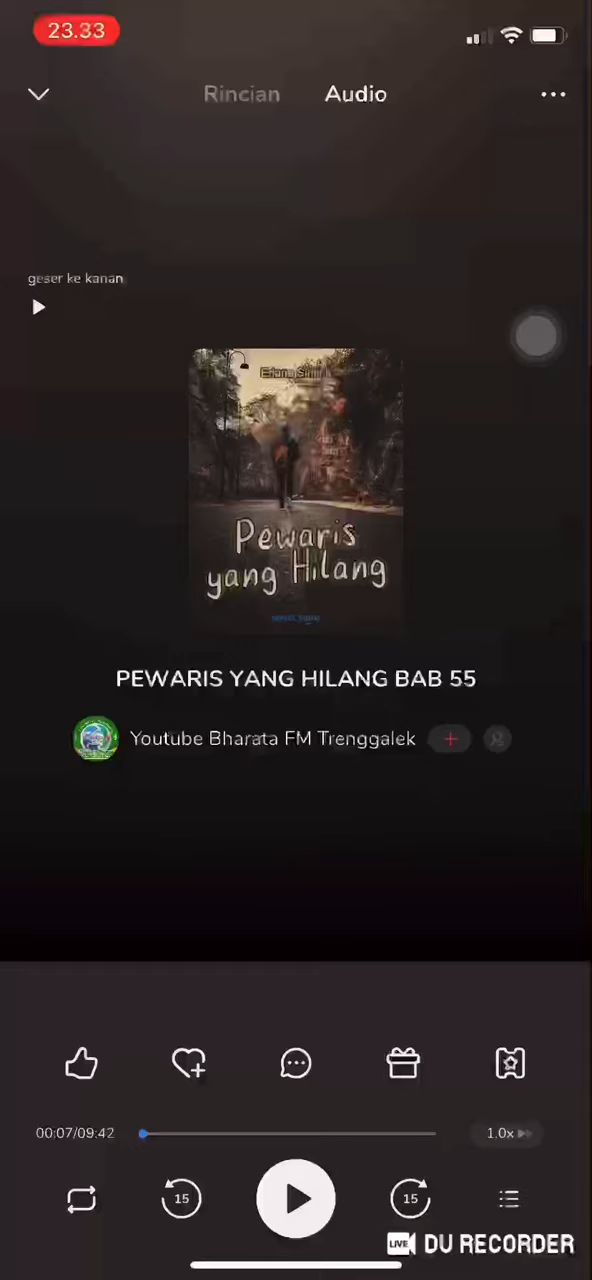 23.33
Rincian Audio
geser ke kanan
Pewaris
yang Hilang
PEWARIS YANG HILANG BAB 55
Youtube Bharata FM Trenggalek
00:07/09:42
1.0x
15
15
LIVE DU RECORDER